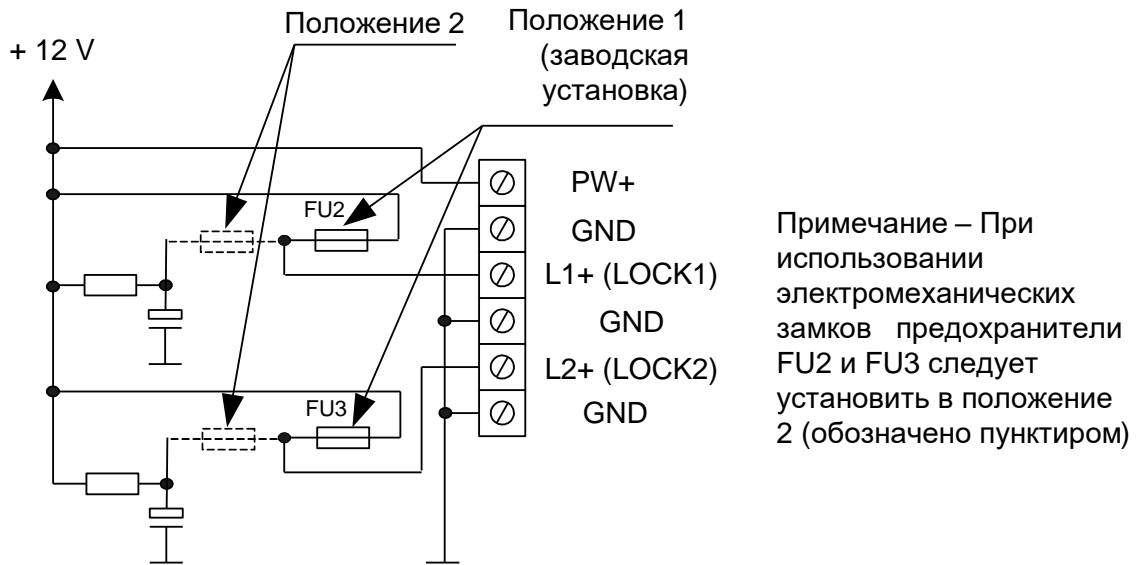 Положение 2
Положение 1
(заводская
установка)
+ 12 V
FU2
FU3
PW+
GND
L1+ (LOCK1)
GND
L2+ (LOCK2)
GND
Примечание – При
использовании
электромеханических
замков предохранители
FU2 и FU3 следует
установить в положение
2 (обозначено пунктиром)